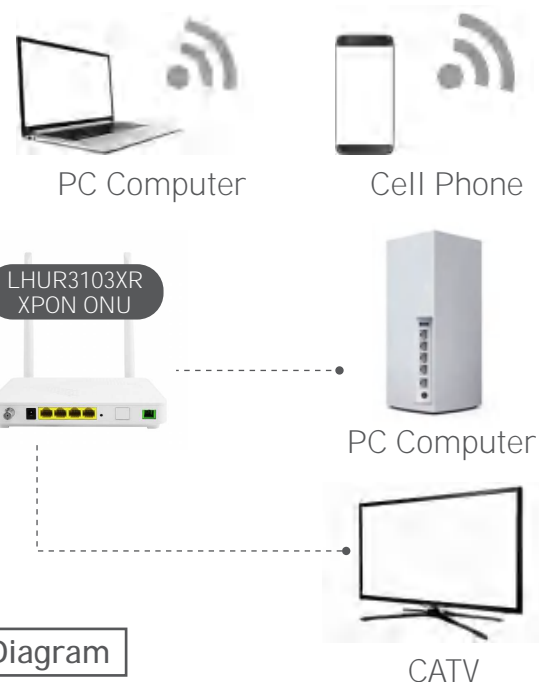 PC Computer
Cell Phone
LHUR3103XR
XPON ONU
PC Computer
Diagram
CATV